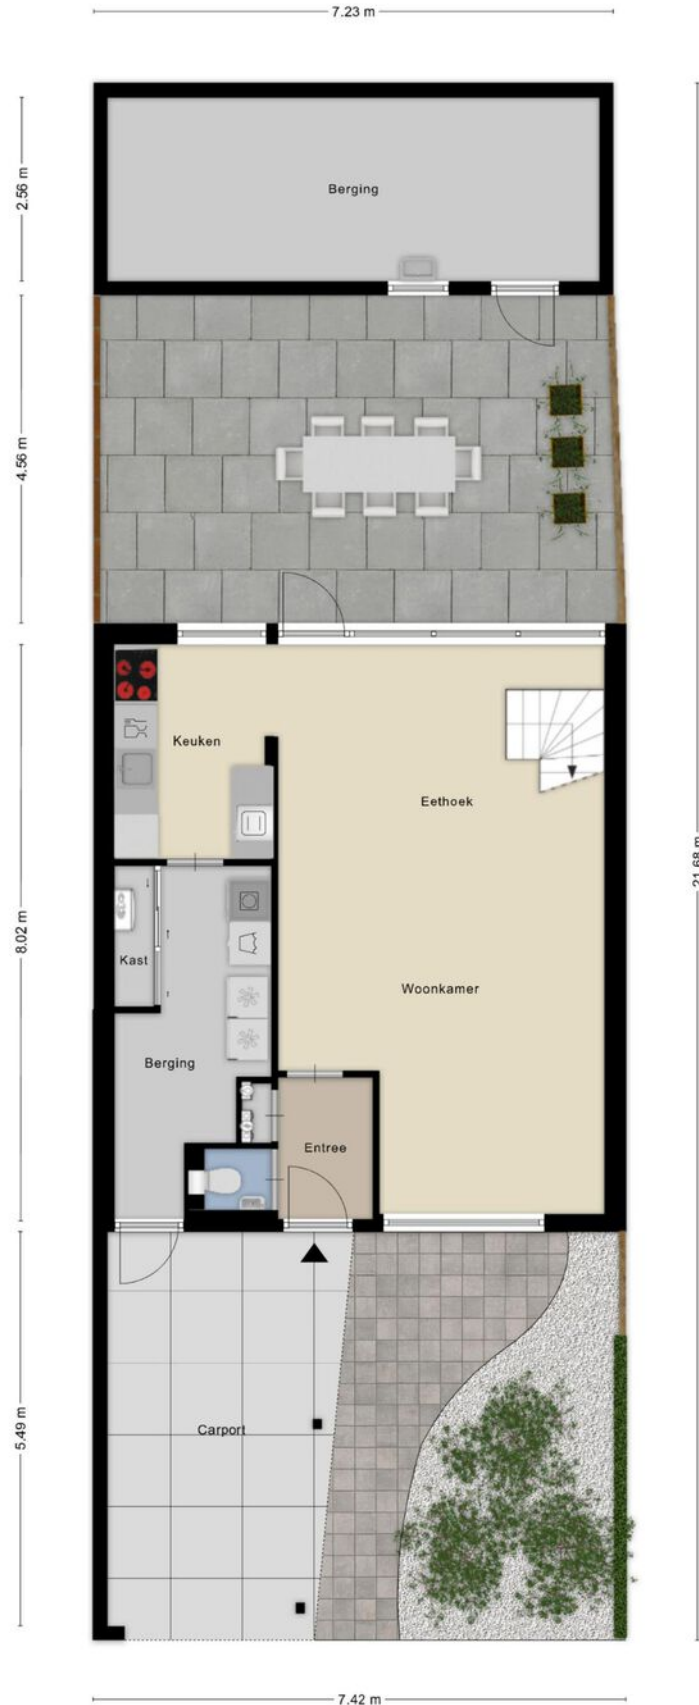 7.23 m
2.56 m
Berging
4.56 m
Keuken
Eethoek
8.02 m
21.68 m
Kast
Woonkamer
Berging
Entree
5.49 m
Carport
7.42 m